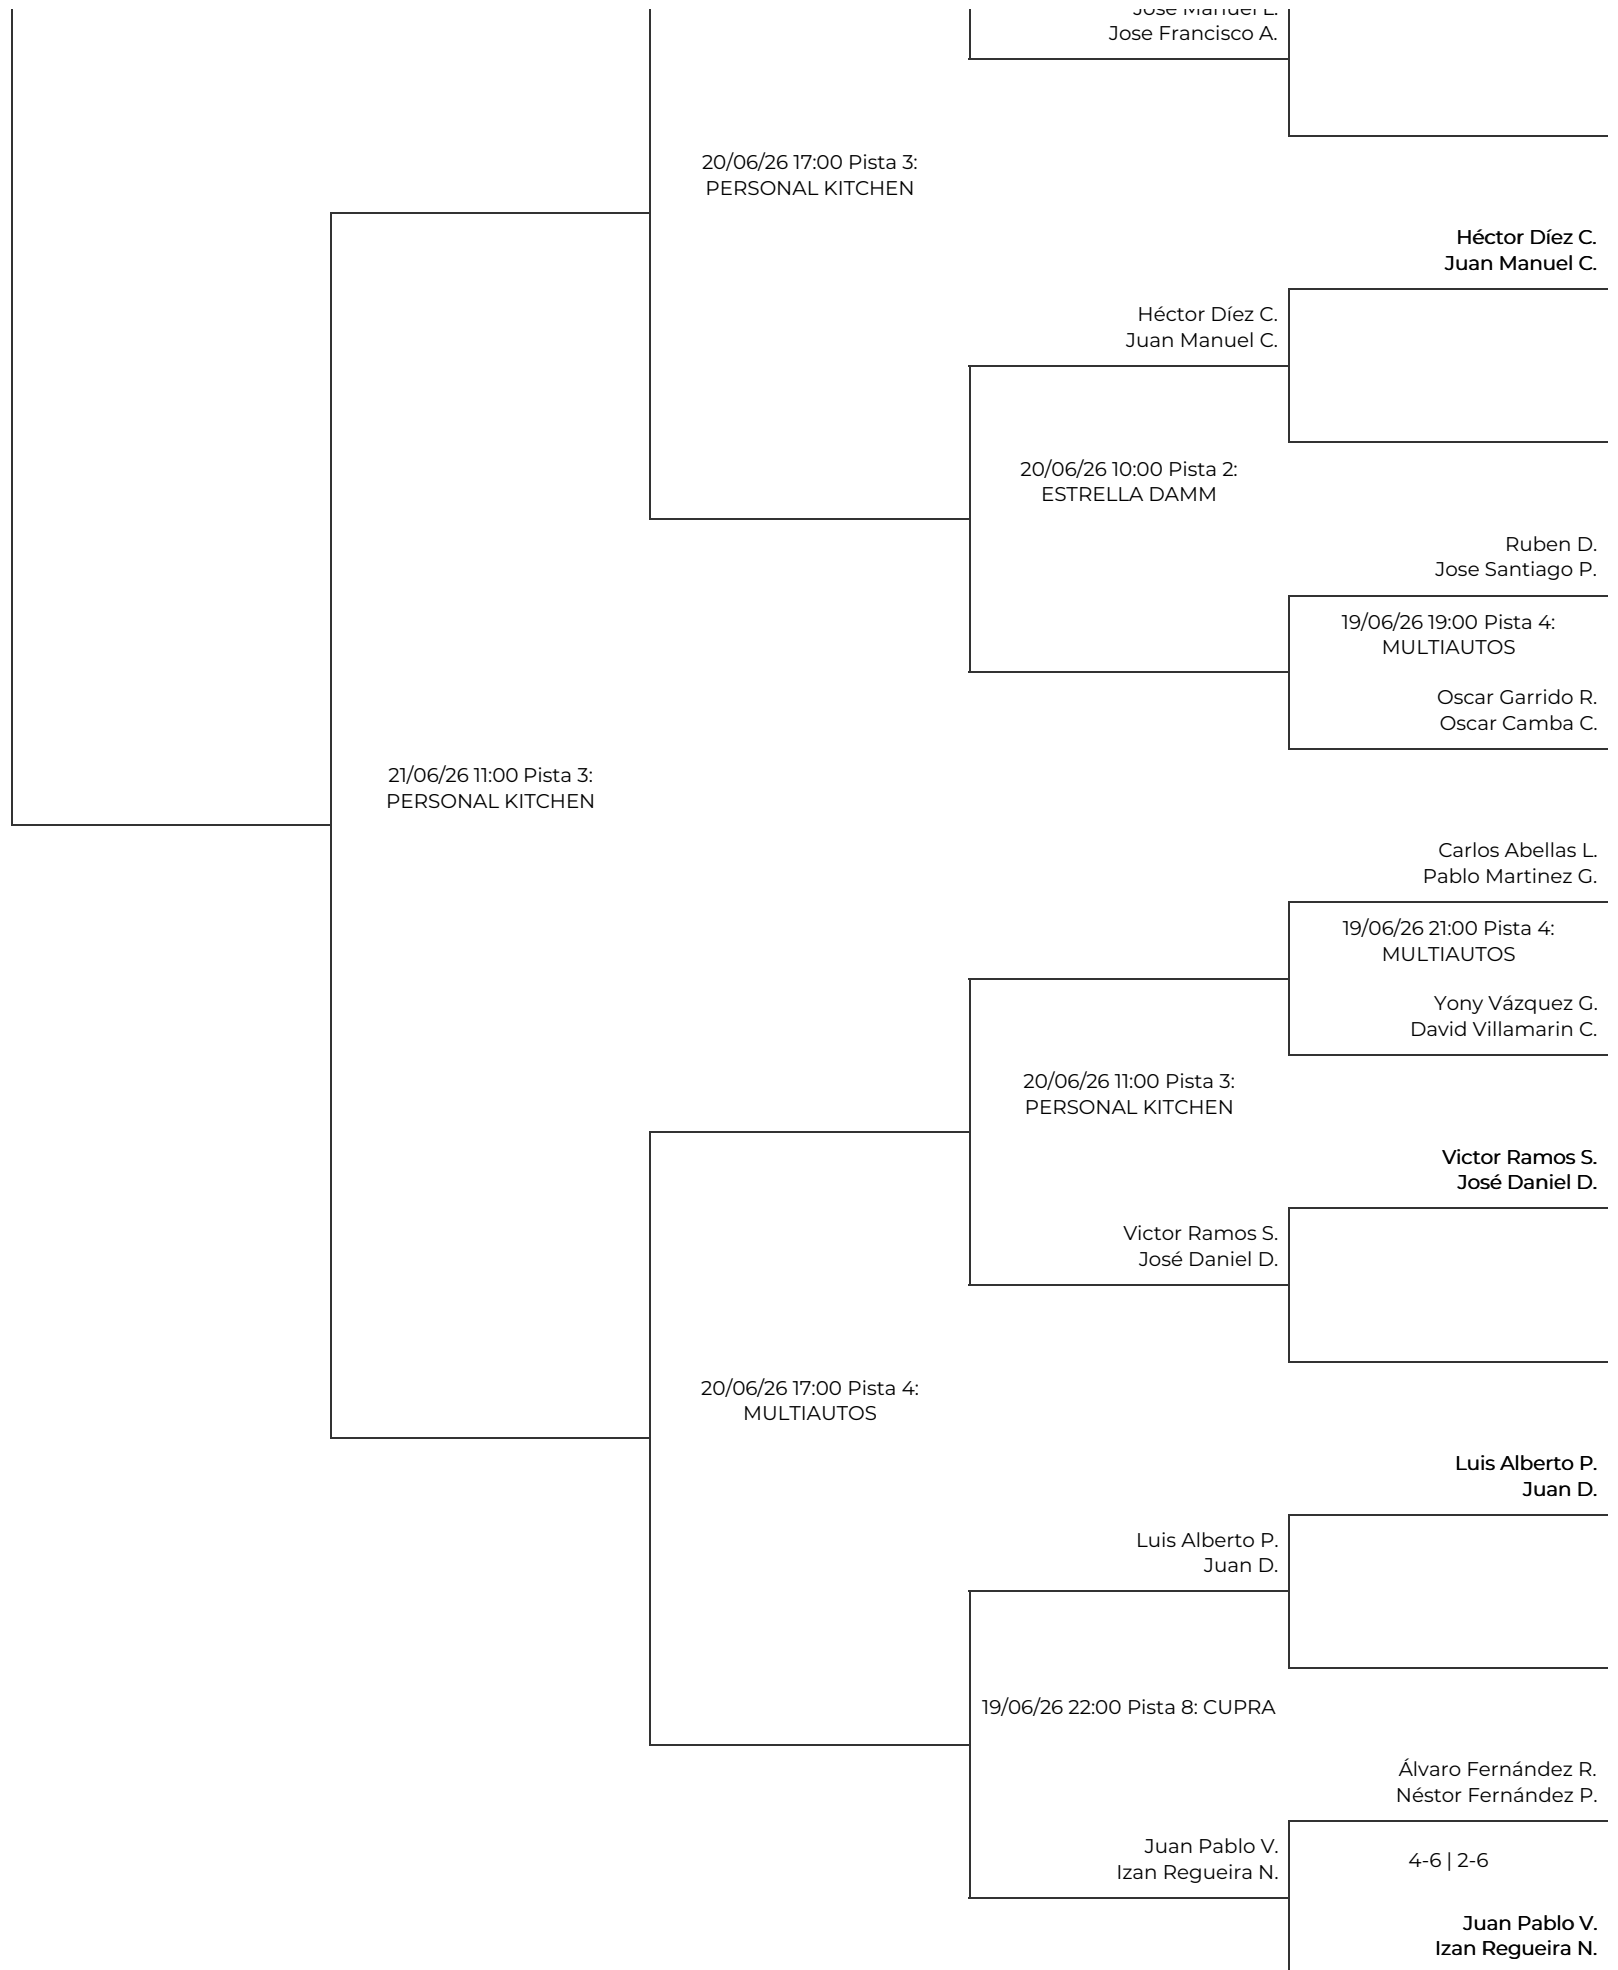 José Manuel L.
Jose Francisco A.
20/06/26 17:00 Pista 3:
PERSONAL KITCHEN
Héctor Díez C.
Juan Manuel C.
Héctor Díez C.
Juan Manuel C.
20/06/26 10:00 Pista 2:
ESTRELLA DAMM
Ruben D.
Jose Santiago P.
19/06/26 19:00 Pista 4:
MULTIAUTOS
Oscar Garrido R.
Oscar Camba C.
21/06/26 11:00 Pista 3:
PERSONAL KITCHEN
Carlos Abellas L.
Pablo Martinez G.
19/06/26 21:00 Pista 4:
MULTIAUTOS
Yony Vázquez G.
David Villamarin C.
20/06/26 11:00 Pista 3:
PERSONAL KITCHEN
Victor Ramos S.
José Daniel D.
Victor Ramos S.
José Daniel D.
20/06/26 17:00 Pista 4:
MULTIAUTOS
Luis Alberto P.
Juan D.
Luis Alberto P.
Juan D.
19/06/26 22:00 Pista 8: CUPRA
Álvaro Fernández R.
Néstor Fernández P.
Juan Pablo V.
Izan Regueira N.
4-6 | 2-6
Juan Pablo V.
Izan Regueira N.